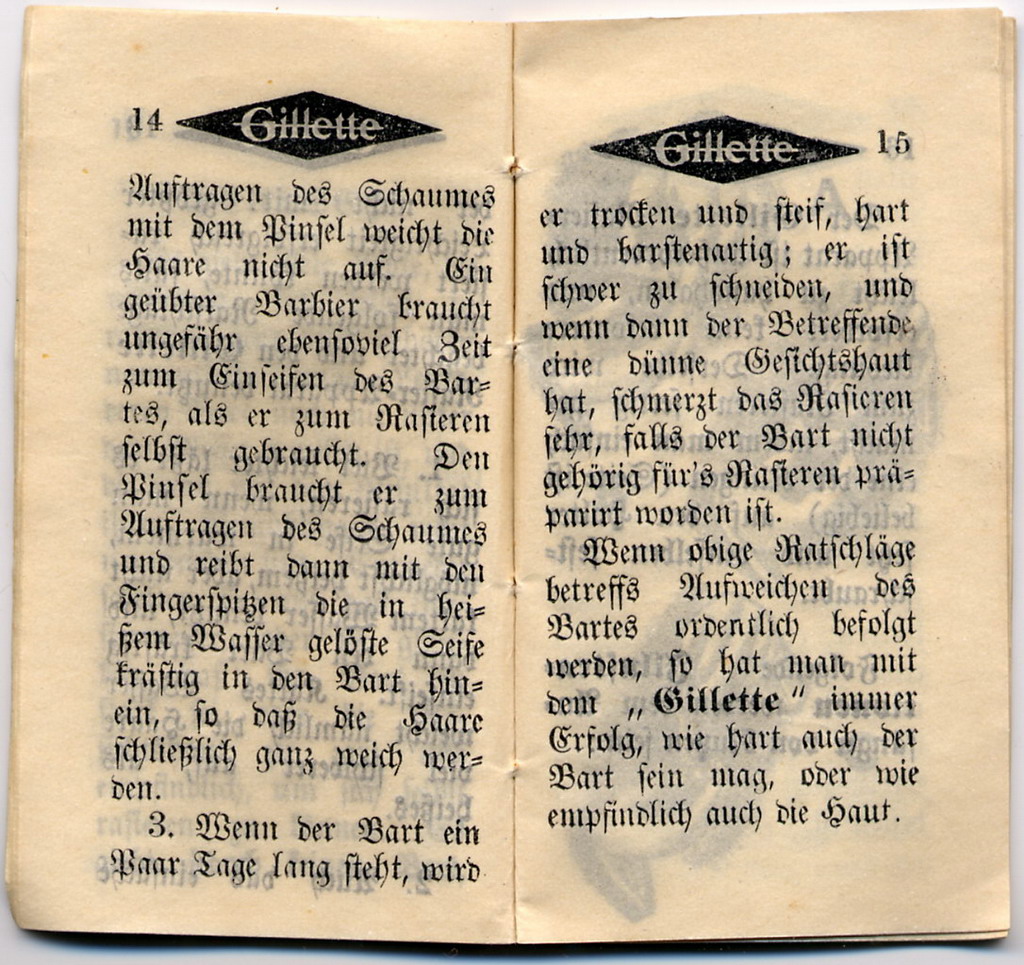 14 Gillette
Auftragen des Schaumes
mit dem Pinsel weicht die
Haare nicht auf. Ein
geübter Barbier braucht
ungefähr ebensoviel Zeit
zum Einseifen des Bar=
tes, als er zum Rasieren
selbst gebraucht. Den
Pinsel braucht er zum
Auftragen des Schaumes
und reibt dann mit den
Fingerspitzen die in hei=
ßem Wasser gelöste Seife
kräftig in den Bart hin=
ein, so daß die Haare
schließlich ganz weich wer=
den.
3. Wenn der Bart ein
Paar Tage lang steht, wird
Gillette 15
er trocken und steif, hart
und barstenartig; er ist
schwer zu schneiden, und
wenn dann der Betreffende
eine dünne Gesichtshaut
hat, schmerzt das Rasieren
sehr, falls der Bart nicht
gehörig für's Rasieren prä=
parirt worden ist.
Wenn obige Ratschläge
betreffs Aufweichen des
Bartes ordentlich befolgt
werden, so hat man mit
dem „Gillette" immer
Erfolg, wie hart auch der
Bart sein mag, oder wie
empfindlich auch die Haut.